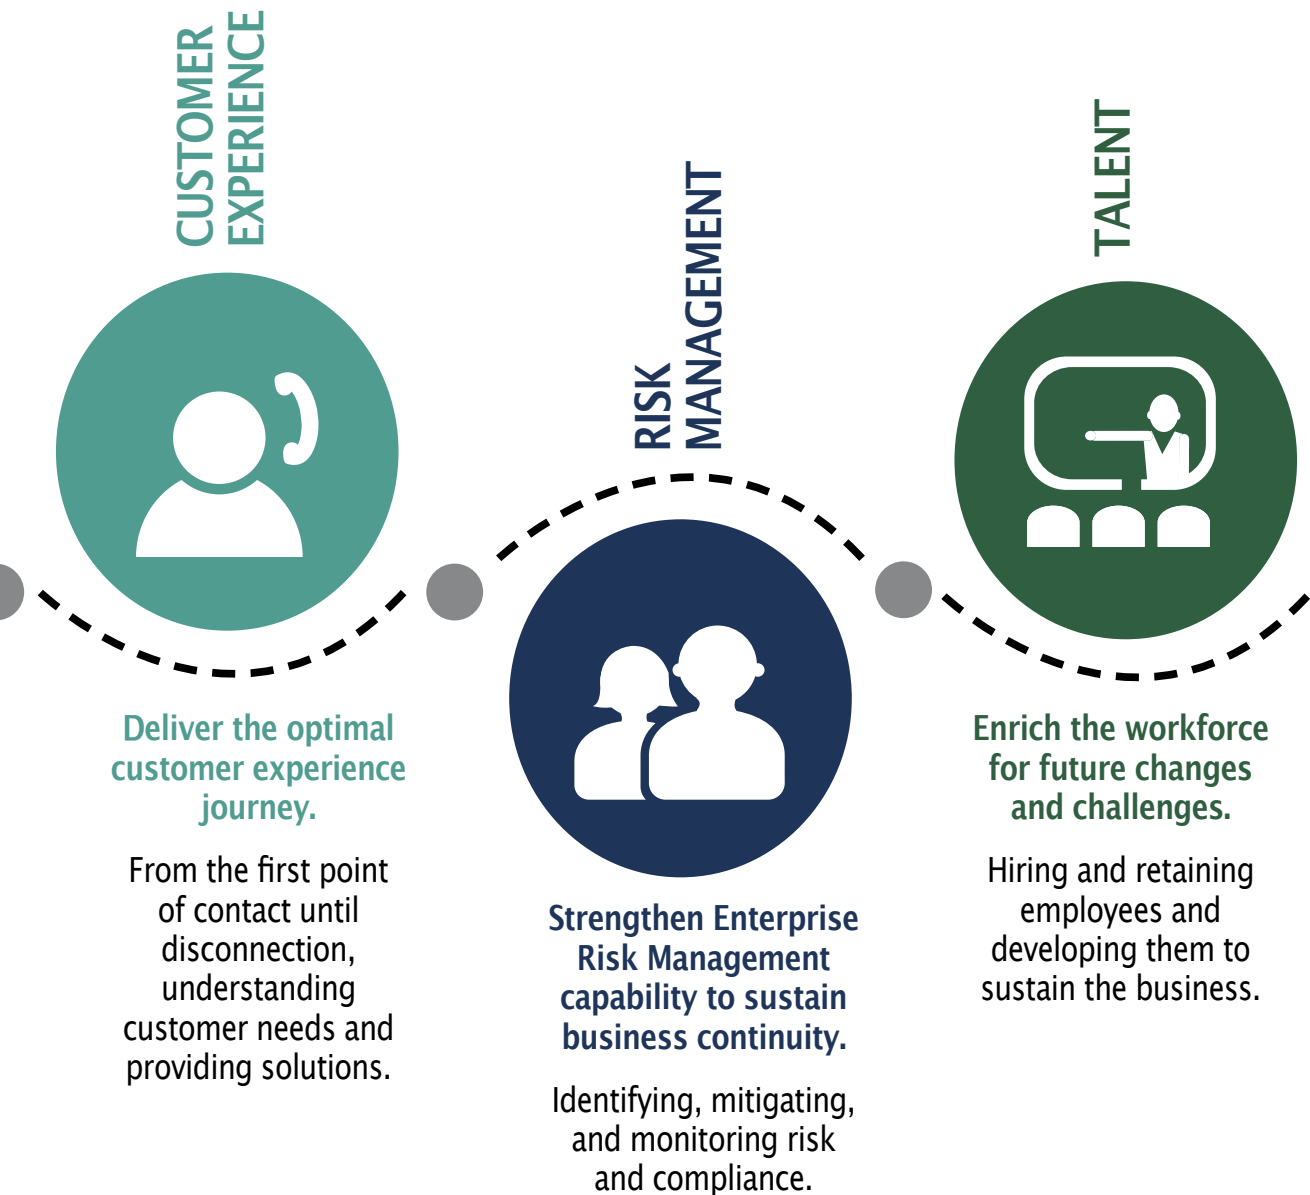 CUSTOMER
EXPERIENCE
Deliver the optimal
customer experience
journey.
From the first point
of contact until
disconnection,
understanding
customer needs and
providing solutions.
RISK
MANAGEMENT
Strengthen Enterprise
Risk Management
capability to sustain
business continuity.
Identifying, mitigating,
and monitoring risk
and compliance.
TALENT
Enrich the workforce
for future changes
and challenges.
Hiring and retaining
employees and
developing them to
sustain the business.